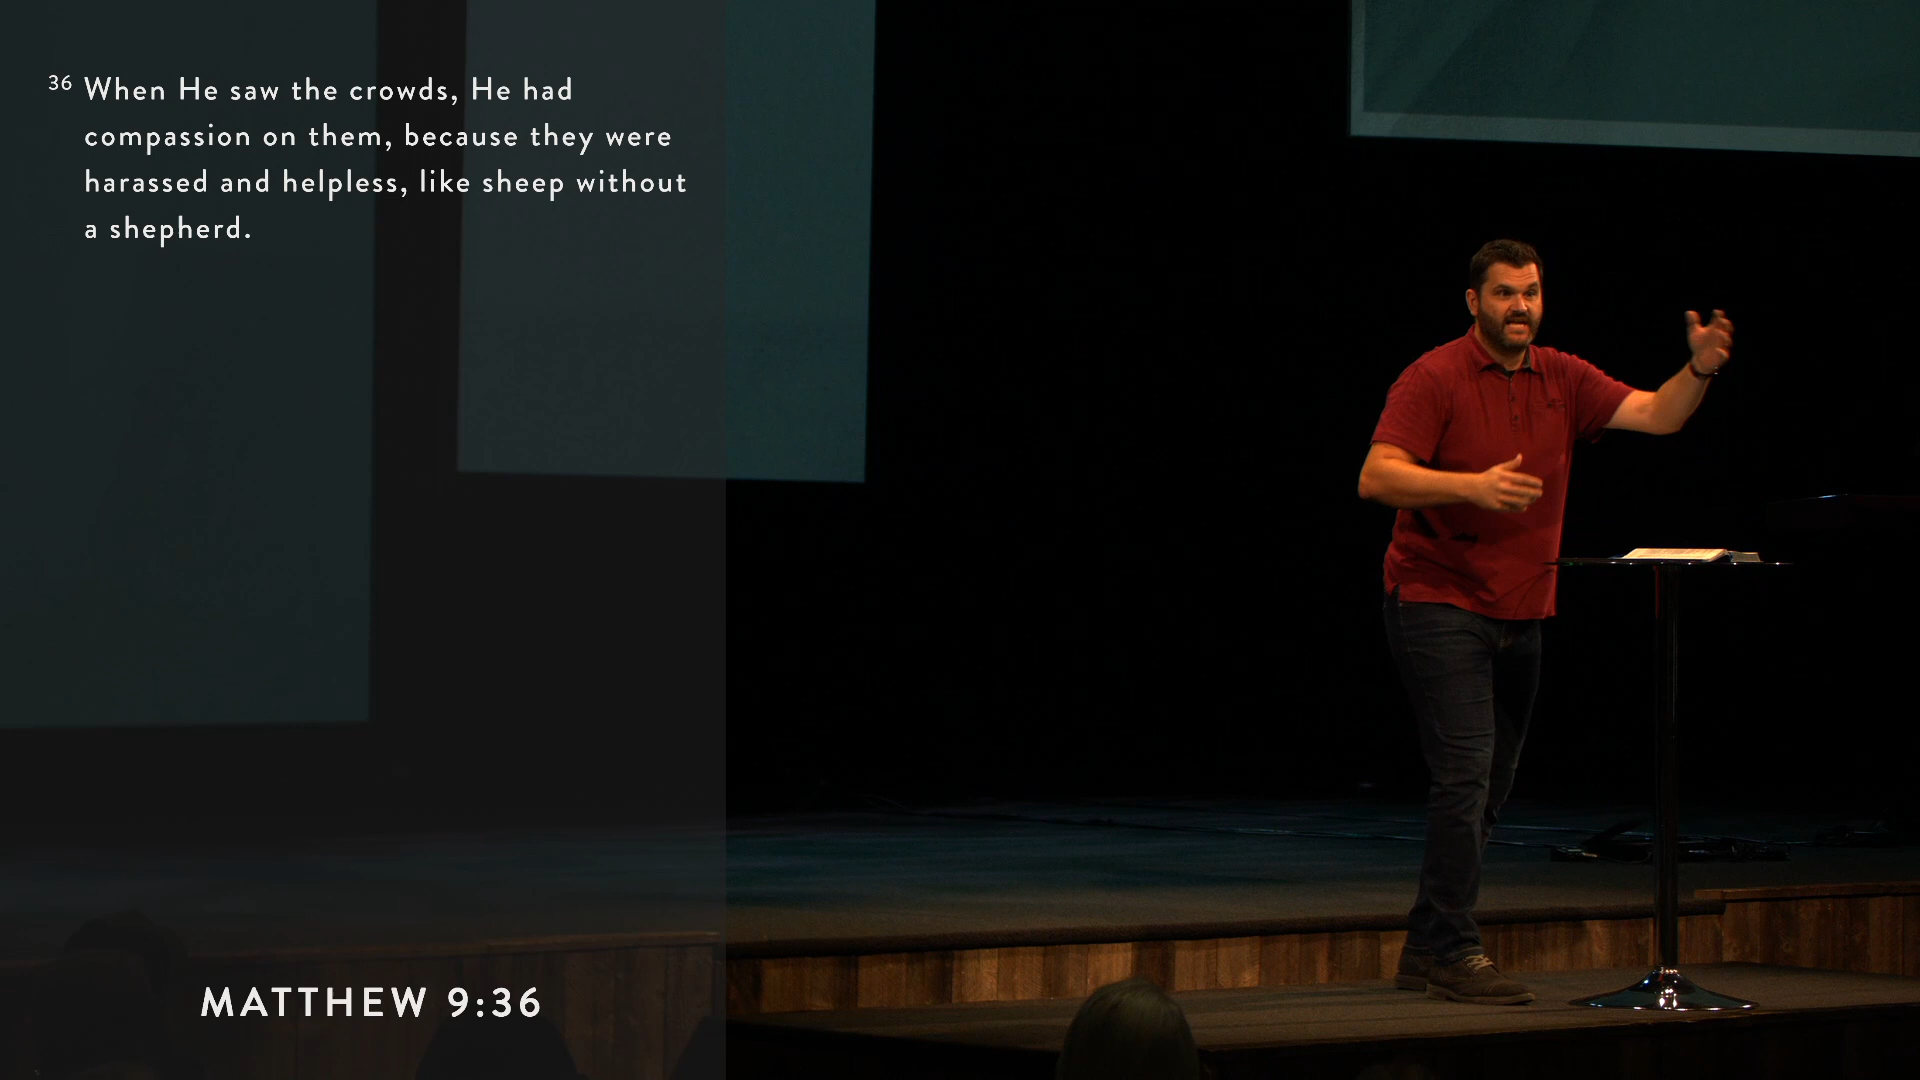 36 When He saw the crowds, He had
compassion on them, because they were
harassed and helpless, like sheep without
a shepherd.
MATTHEW 9:36